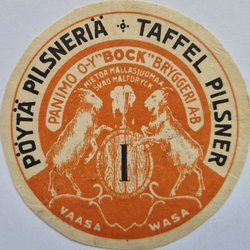 PÖYTÄ PILSNERIÄ + TAFFEL PILSNER
PANIMO O-Y "BOCK" BRYGGERI A-B
MIETOA MALLASJUOMAA
SVAG MALTDRYCK
I
VAASA WASA